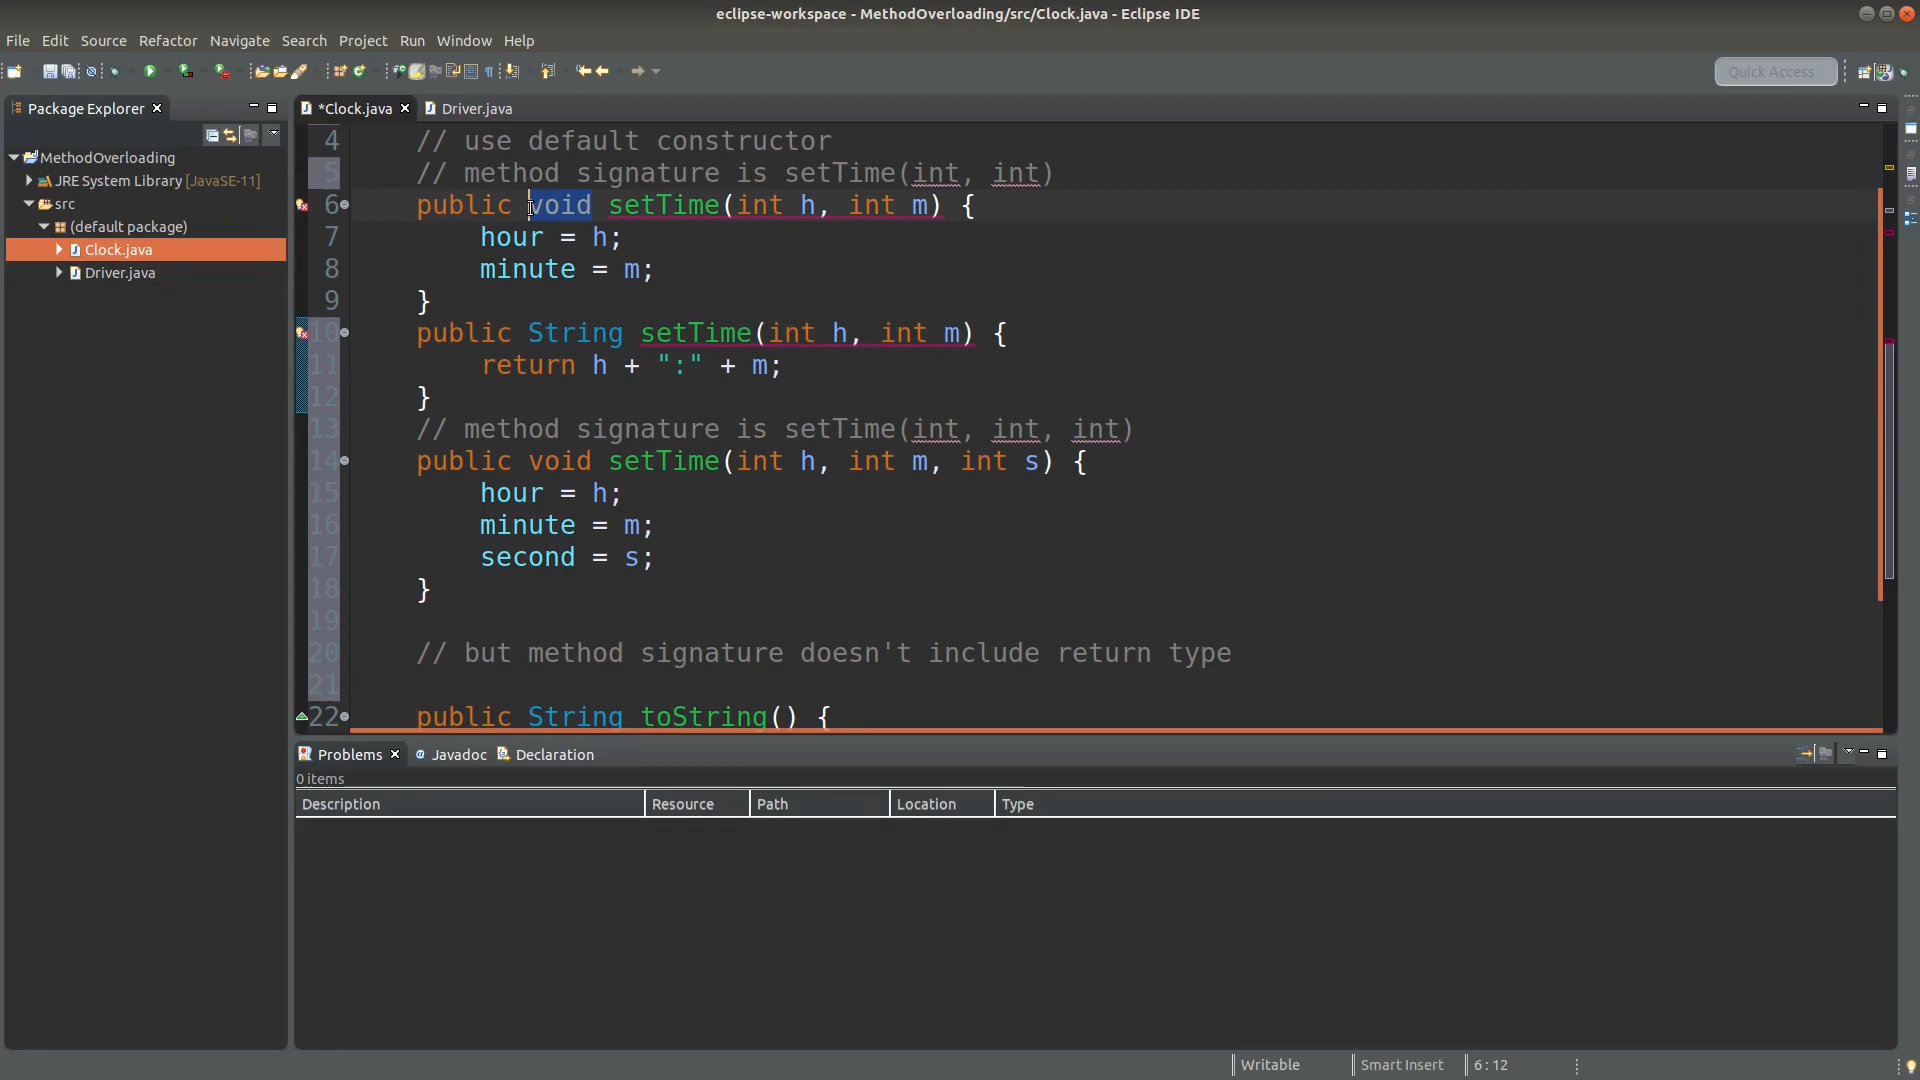 eclipse-workspace - MethodOverloading/src/Clock.java - Eclipse IDE
File Edit Source Refactor Navigate Search Project Run Window Help
Quick Access
Package Explorer
*Clock.java Driver.java
MethodOverloading
JRE System Library [JavaSE-11]
src
(default package)
Clock.java
Driver.java
4 // use default constructor
5 // method signature is setTime(int, int)
6 public void setTime(int h, int m) {
7 hour = h;
8 minute = m;
9 }
10 public String setTime(int h, int m) {
11 return h + ":" + m;
12 }
13 // method signature is setTime(int, int, int)
14 public void setTime(int h, int m, int s) {
15 hour = h;
16 minute = m;
17 second = s;
18 }
19
20 // but method signature doesn't include return type
21
22 public String toString() {
Problems Javadoc Declaration
0 items
Description Resource Path Location Type
Writable Smart Insert 6 : 12